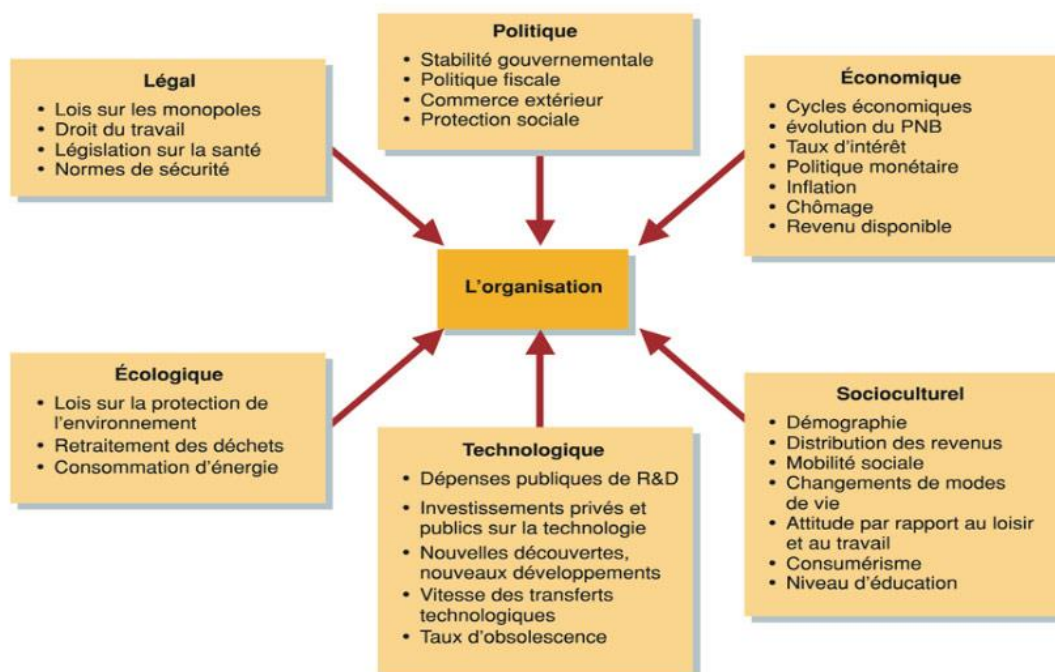 Politique
• Stabilité gouvernementale
• Politique fiscale
• Commerce extérieur
• Protection sociale
Légal
• Lois sur les monopoles
• Droit du travail
• Législation sur la santé
• Normes de sécurité
Économique
• Cycles économiques
• évolution du PNB
• Taux d'intérêt
• Politique monétaire
• Inflation
• Chômage
• Revenu disponible
L'organisation
Écologique
• Lois sur la protection de
l'environnement
• Retraitement des déchets
• Consommation d'énergie
Technologique
• Dépenses publiques de R&D
• Investissements privés et
publics sur la technologie
• Nouvelles découvertes,
nouveaux développements
• Vitesse des transferts
technologiques
• Taux d'obsolescence
Socioculturel
• Démographie
• Distribution des revenus
• Mobilité sociale
• Changements de modes
de vie
• Attitude par rapport au loisir
et au travail
• Consumérisme
• Niveau d'éducation